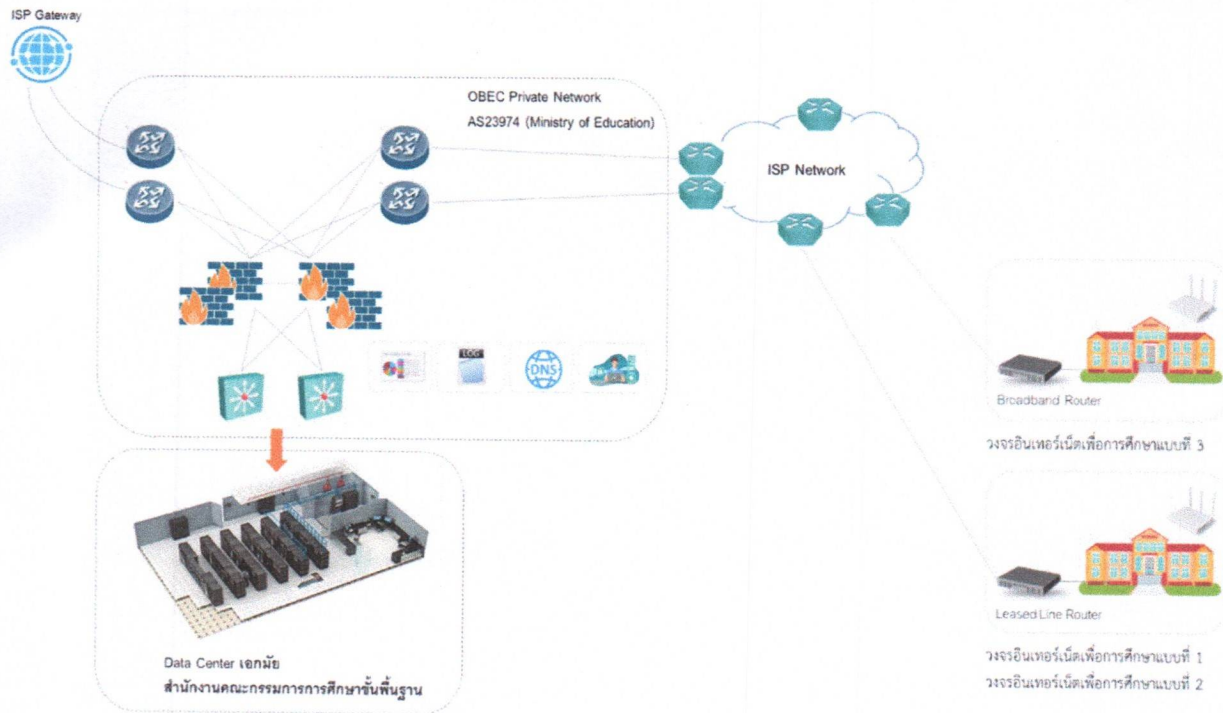 ISP Gateway
OBEC Private Network
AS23974 (Ministry of Education)
ISP Network
LOG
DNS
Broadband Router
วงจรอินเทอร์เน็ตเพื่อการศึกษาแบบที่ 3
Leased Line Router
วงจรอินเทอร์เน็ตเพื่อการศึกษาแบบที่ 1
วงจรอินเทอร์เน็ตเพื่อการศึกษาแบบที่ 2
Data Center เอกมัย
สำนักงานคณะกรรมการการศึกษาขั้นพื้นฐาน